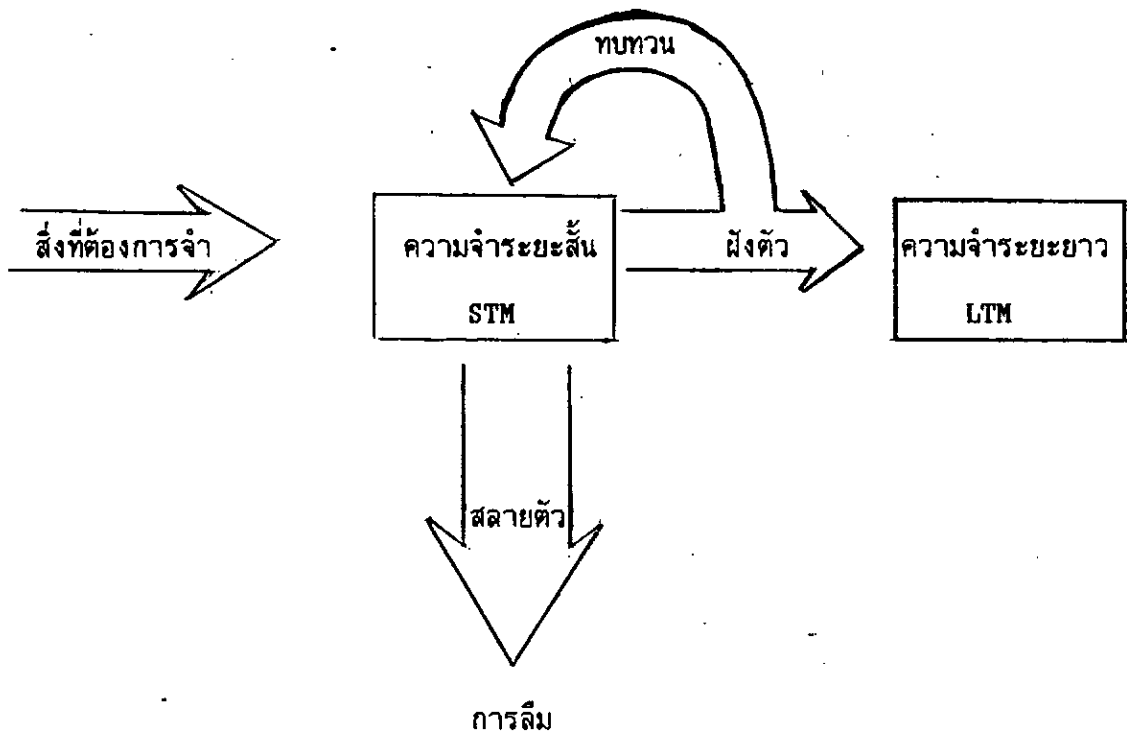 ทบทวน
สิ่งที่ต้องการจำ
ความจำระยะสั้น
STM
ฝังตัว
ความจำระยะยาว
LTM
สลายตัว
การลืม